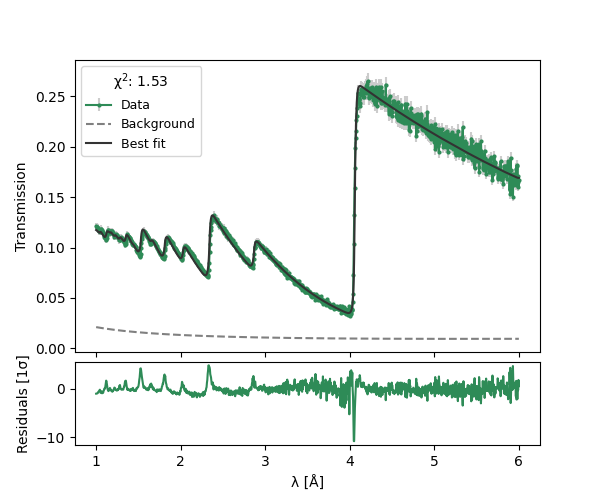 χ²: 1.53
Data
Background
Best fit
Transmission
0.25
0.20
0.15
0.10
0.05
0.00
Residuals [1σ]
0
−10
1 2 3 4 5 6
λ [Å]